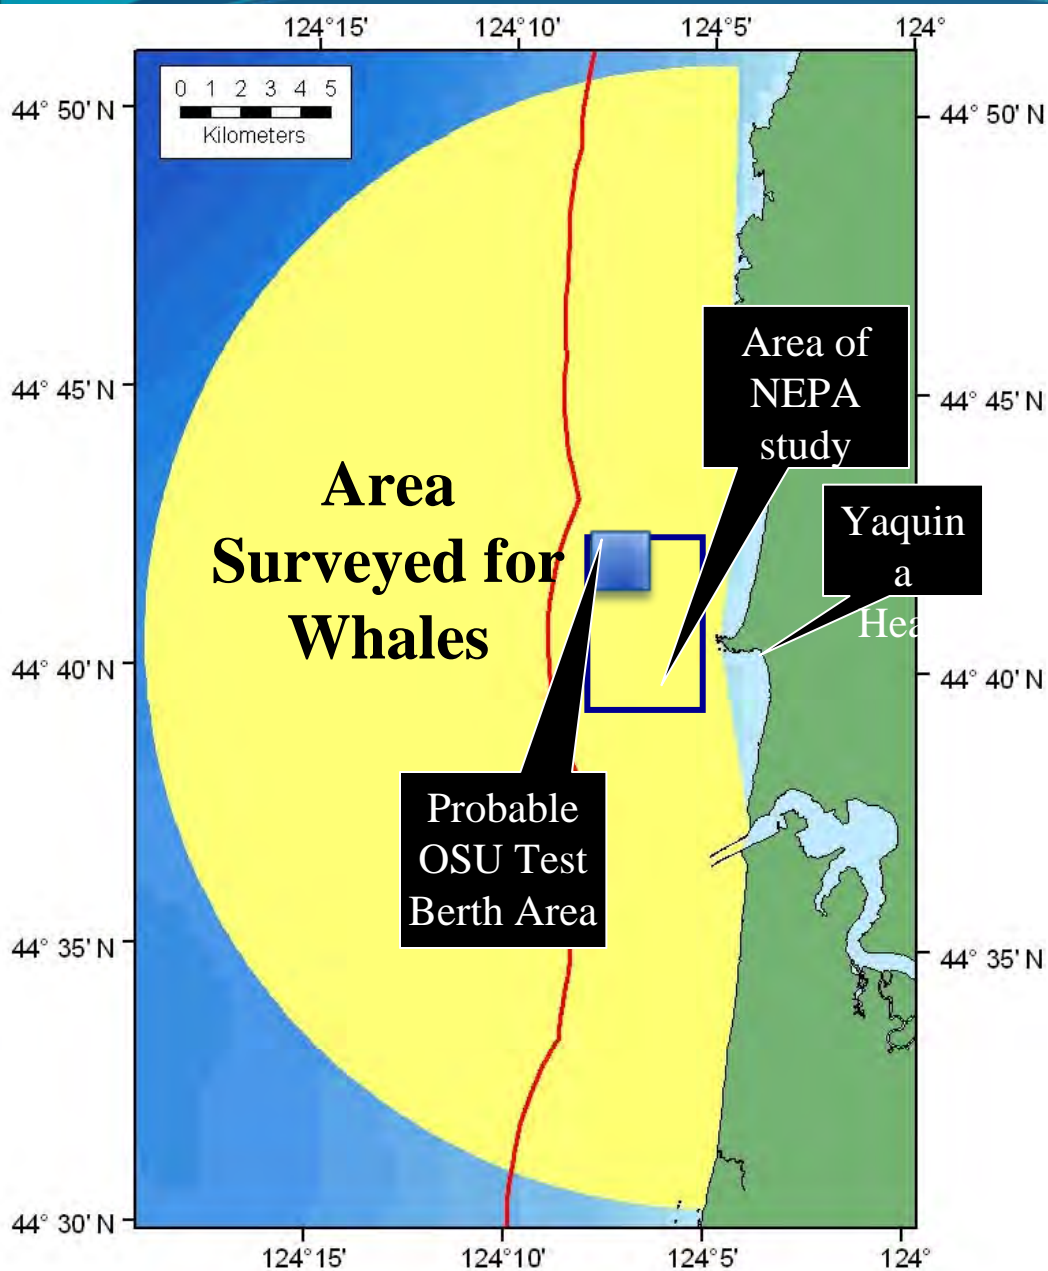 124°15'
124°10'
124°5'
124°
0 1 2 3 4 5
Kilometers
44° 50' N
44° 50' N
44° 45' N
44° 45' N
Area of
NEPA
study
Area
Surveyed for
Whales
Yaquin
a
Hea
44° 40' N
44° 40' N
Probable
OSU Test
Berth Area
44° 35' N
44° 35' N
44° 30' N
124°15'
124°10'
124°5'
124°